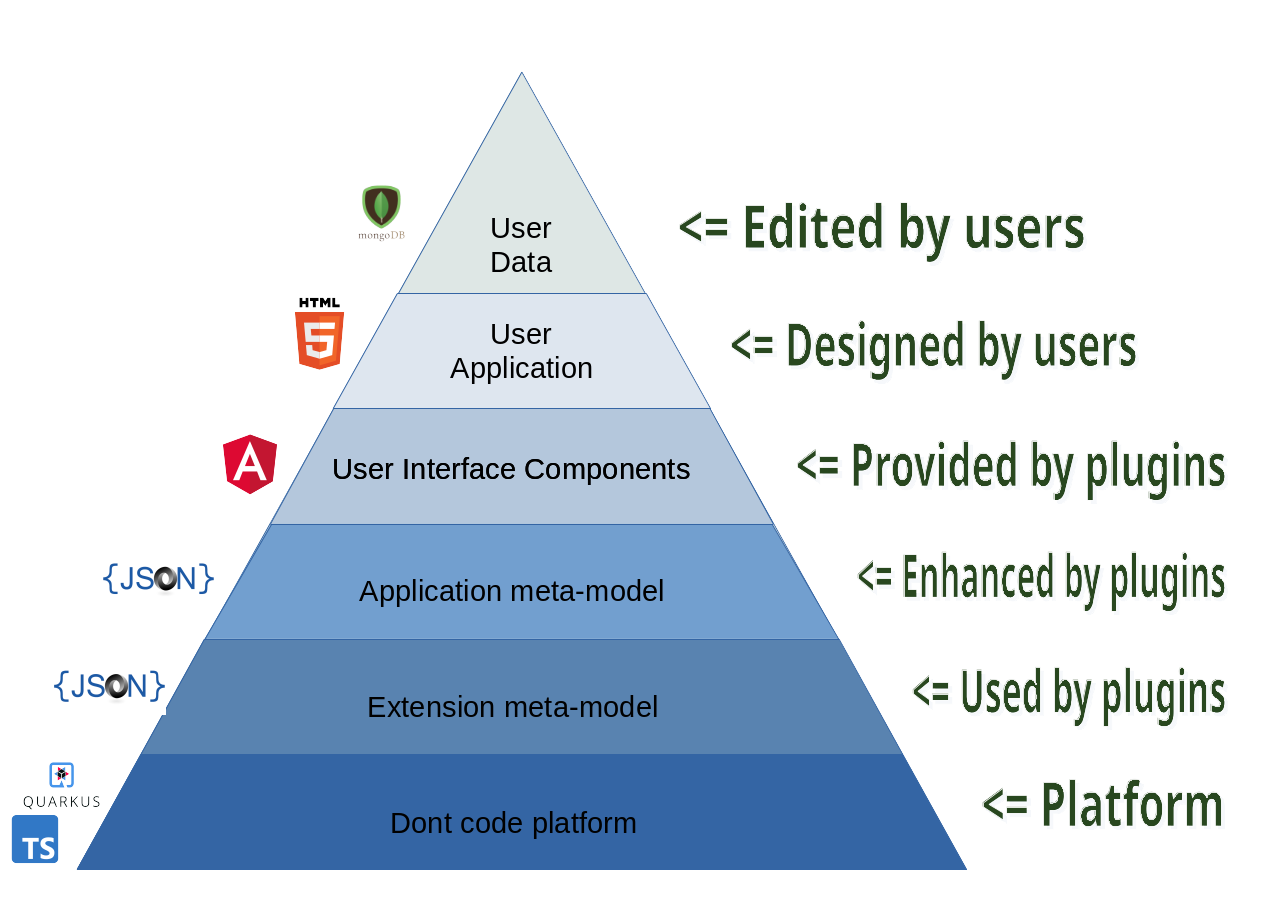 mongoDB
User
Data
<= Edited by users
HTML
5
User
Application
<= Designed by users
A
User Interface Components
<= Provided by plugins
{JSON}
Application meta-model
<= Enhanced by plugins
{JSON}
Extension meta-model
<= Used by plugins
QUARKUS
TS
Dont code platform
<= Platform